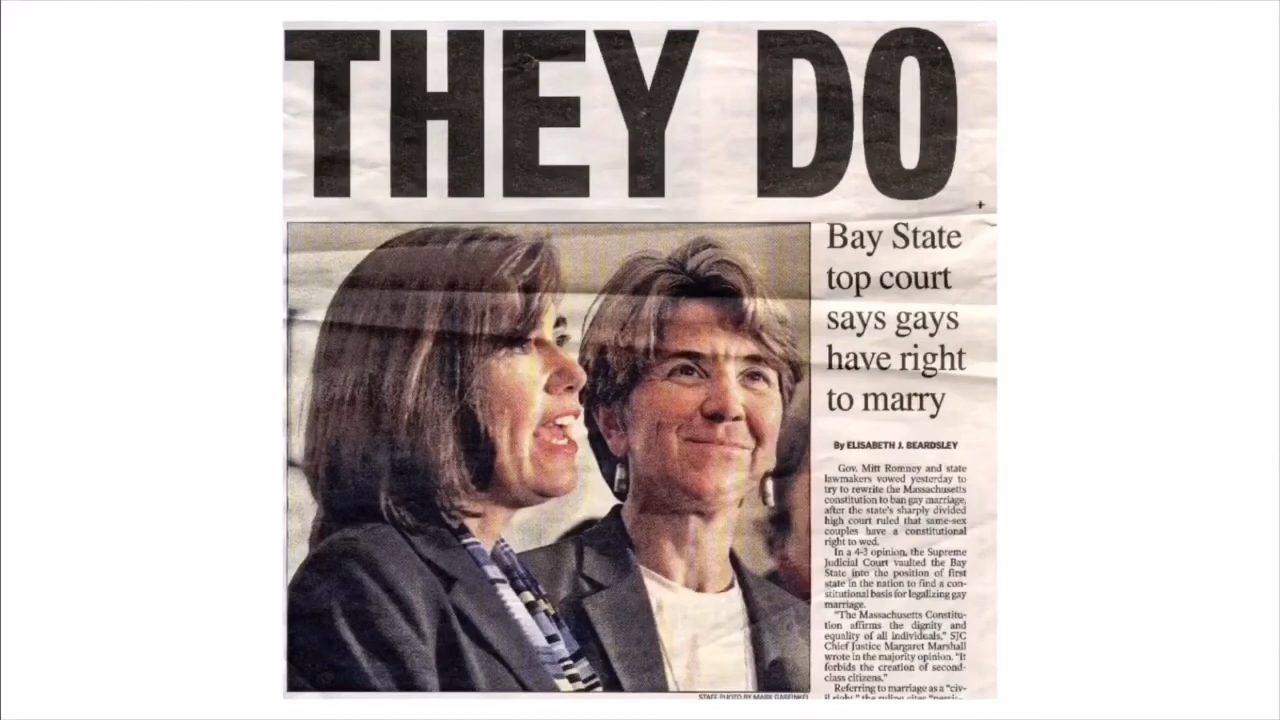 THEY DO
Bay State
top court
says gays
have right
to marry
By ELISABETH J. BEARDSLEY
Gov. Mitt Romney and state
lawmakers vowed yesterday to
try to rewrite the Massachusetts
constitution to ban gay marriage,
after the state's sharply divided
high court ruled that same-sex
couples have a constitutional
right to wed.
In a 4-3 opinion, the Supreme
Judicial Court vaulted the Bay
State into the position of first
state in the nation to find a con-
stitutional basis for legalizing gay
marriage.
"The Massachusetts Constitu-
tion affirms the dignity and
equality of all individuals," SJC
Chief Justice Margaret Marshall
wrote in the majority opinion. "It
forbids the creation of second-
class citizens."
Referring to marriage as a "civ-
il right," the ruling cites
STAFF PHOTO BY MARK GARFINKEL